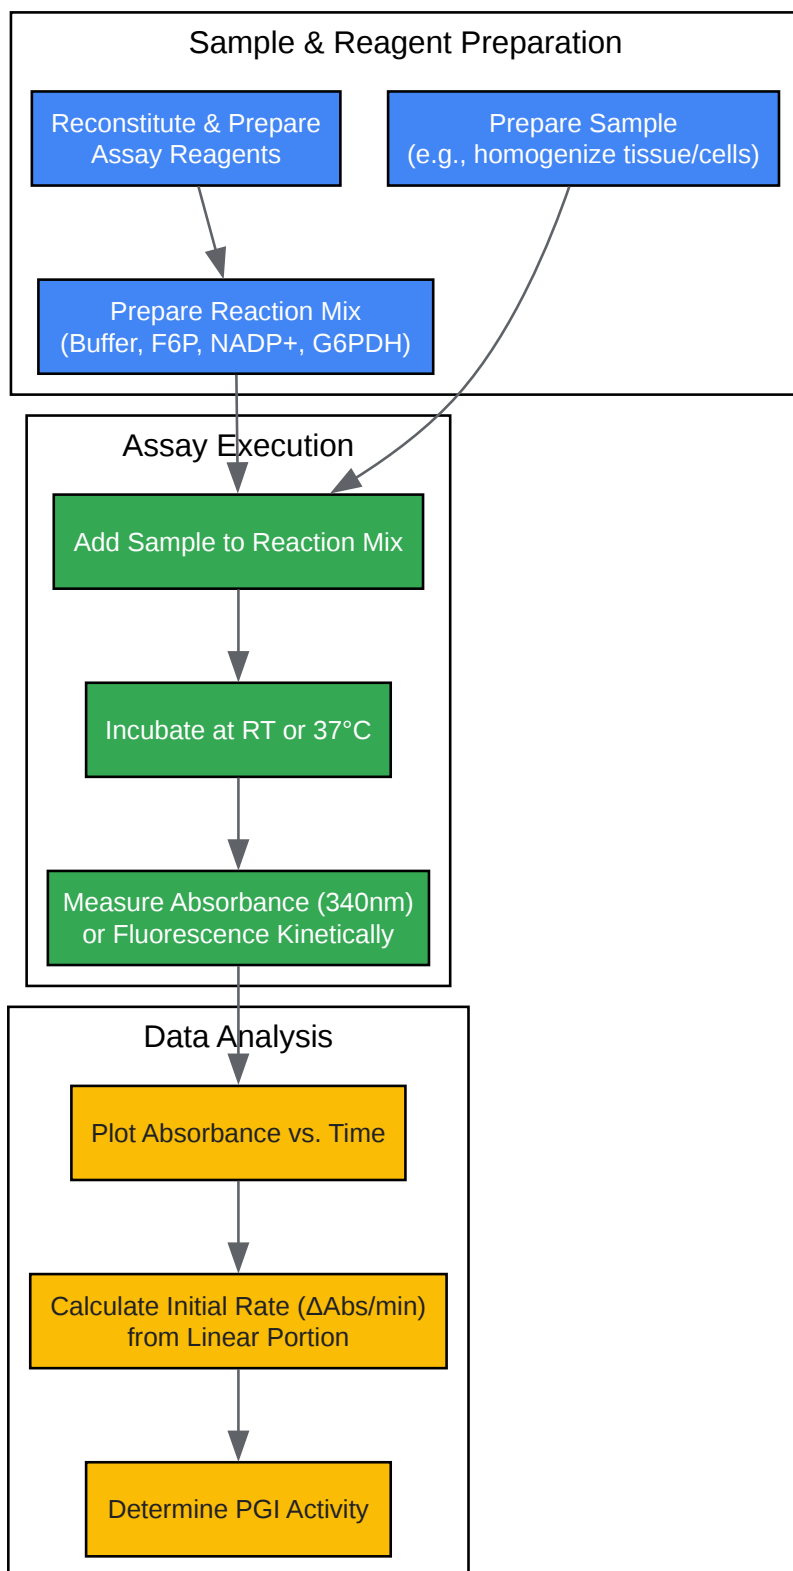 Sample & Reagent Preparation
Reconstitute & Prepare
Assay Reagents
Prepare Sample
(e.g., homogenize tissue/cells)
Prepare Reaction Mix
(Buffer, F6P, NADP+, G6PDH)
Assay Execution
Add Sample to Reaction Mix
Incubate at RT or 37°C
Measure Absorbance (340nm)
or Fluorescence Kinetically
Data Analysis
Plot Absorbance vs. Time
Calculate Initial Rate (ΔAbs/min)
from Linear Portion
Determine PGI Activity